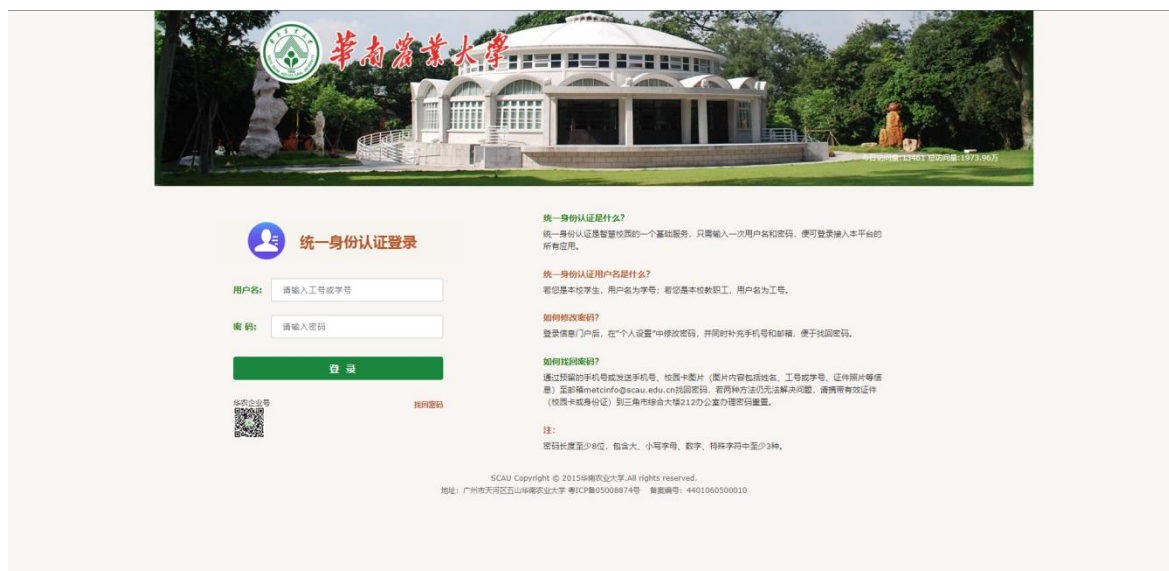 華南農業大學
今日访问量:13461 总访问量:1973.96万
统一身份认证登录
用户名: 请输入工号或学号
密 码: 请输入密码
登 录
华农企业号
找回密码
统一身份认证是什么?
统一身份认证是智慧校园的一个基础服务，只需输入一次用户名和密码，便可登录接入本平台的
所有应用。
统一身份认证用户名是什么?
若您是本校学生，用户名为学号；若您是本校教职工，用户名为工号。
如何修改密码?
登录信息门户后，在"个人设置"中修改密码，并同时补充手机号和邮箱，便于找回密码。
如何找回密码?
通过预留的手机号或发送手机号、校园卡图片（图片内容包括姓名、工号或学号、证件照片等信
息）至邮箱metcinfo@scau.edu.cn找回密码，若两种方法仍无法解决问题，请携带有效证件
（校园卡或身份证）到三角市综合大楼212办公室办理密码重置。
注：
密码长度至少8位，包含大、小写字母、数字、特殊字符中至少3种。
SCAU Copyright © 2015华南农业大学.All rights reserved.
地址：广州市天河区五山华南农业大学 粤ICP备05008874号 备案编号：4401060500010